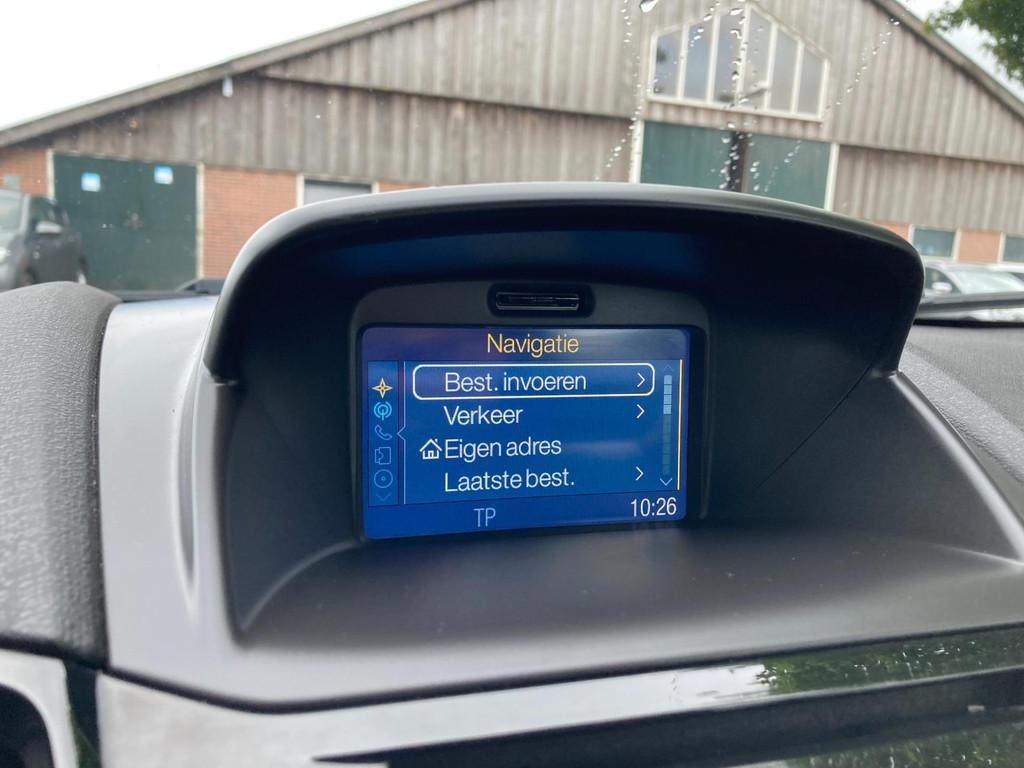 Navigatie
Best. invoeren
Verkeer
Eigen adres
Laatste best.
TP 10:26